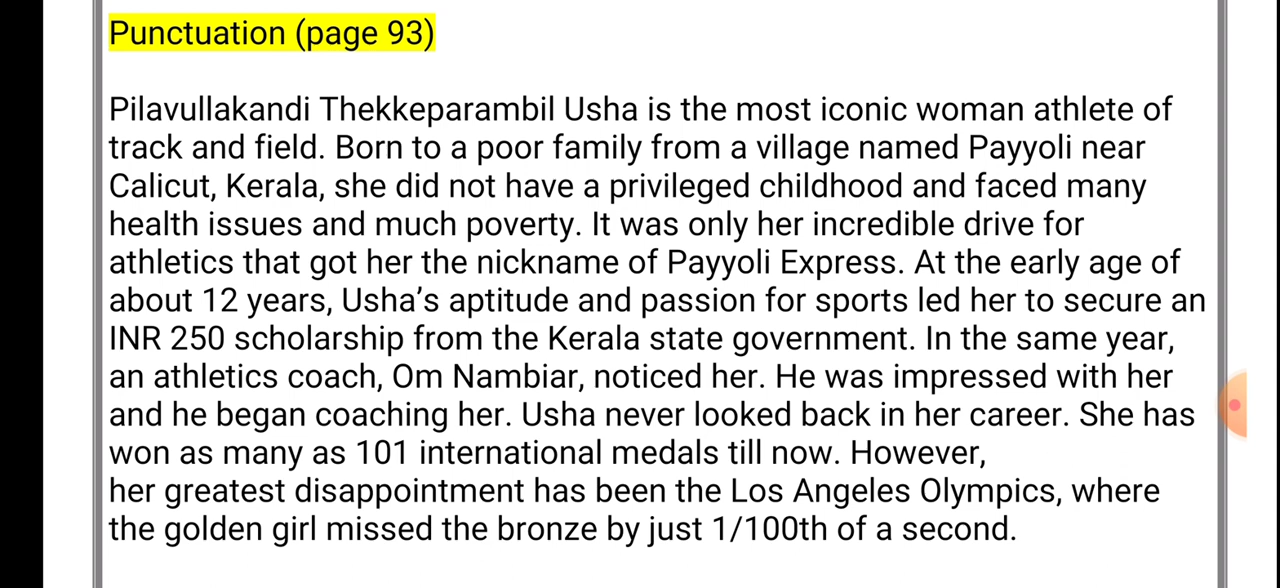 Punctuation (page 93)
Pilavullakandi Thekkeparambil Usha is the most iconic woman athlete of
track and field. Born to a poor family from a village named Payyoli near
Calicut, Kerala, she did not have a privileged childhood and faced many
health issues and much poverty. It was only her incredible drive for
athletics that got her the nickname of Payyoli Express. At the early age of
about 12 years, Usha’s aptitude and passion for sports led her to secure an
INR 250 scholarship from the Kerala state government. In the same year,
an athletics coach, Om Nambiar, noticed her. He was impressed with her
and he began coaching her. Usha never looked back in her career. She has
won as many as 101 international medals till now. However,
her greatest disappointment has been the Los Angeles Olympics, where
the golden girl missed the bronze by just 1/100th of a second.